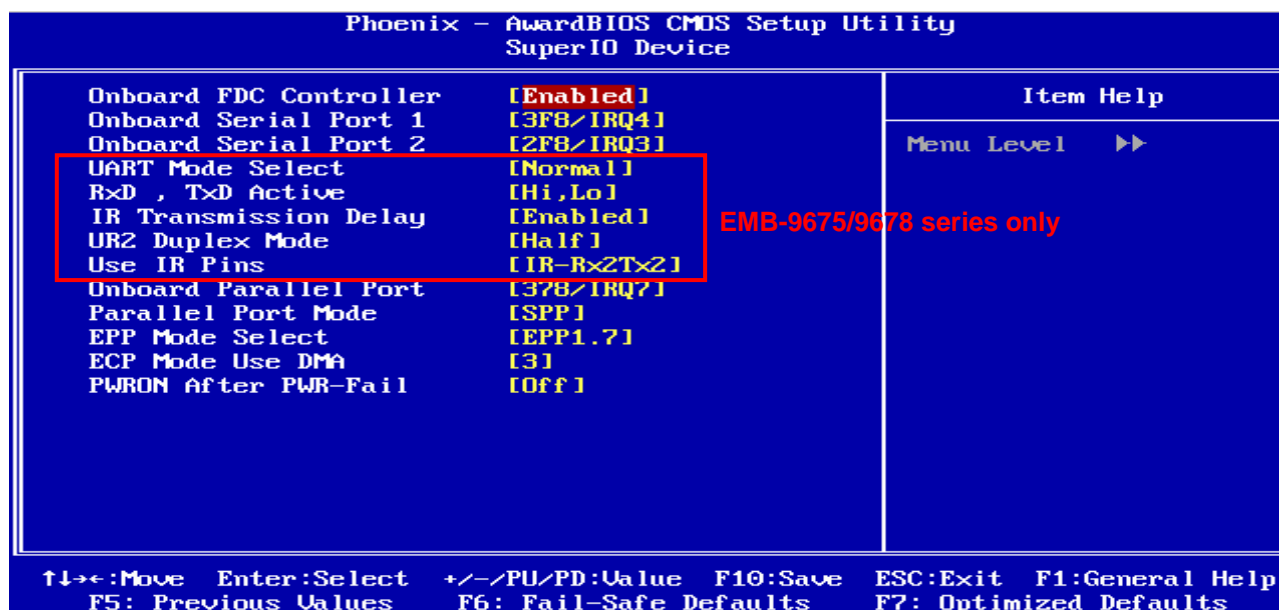 Phoenix - AwardBIOS CMOS Setup Utility
SuperIO Device
Onboard FDC Controller [Enabled]
Onboard Serial Port 1 [3F8/IRQ4]
Onboard Serial Port 2 [2F8/IRQ3]
UART Mode Select [Normal]
RxD , TxD Active [Hi,Lo]
IR Transmission Delay [Enabled]
UR2 Duplex Mode [Half]
Use IR Pins [IR-Rx2Tx2]
Onboard Parallel Port [378/IRQ7]
Parallel Port Mode [SPP]
EPP Mode Select [EPP1.7]
ECP Mode Use DMA [3]
PWRON After PWR-Fail [Off]
EMB-9675/9678 series only
Item Help
Menu Level ▶▶
↑↓→←:Move Enter:Select +/-/PU/PD:Value F10:Save ESC:Exit F1:General Help
F5: Previous Values F6: Fail-Safe Defaults F7: Optimized Defaults